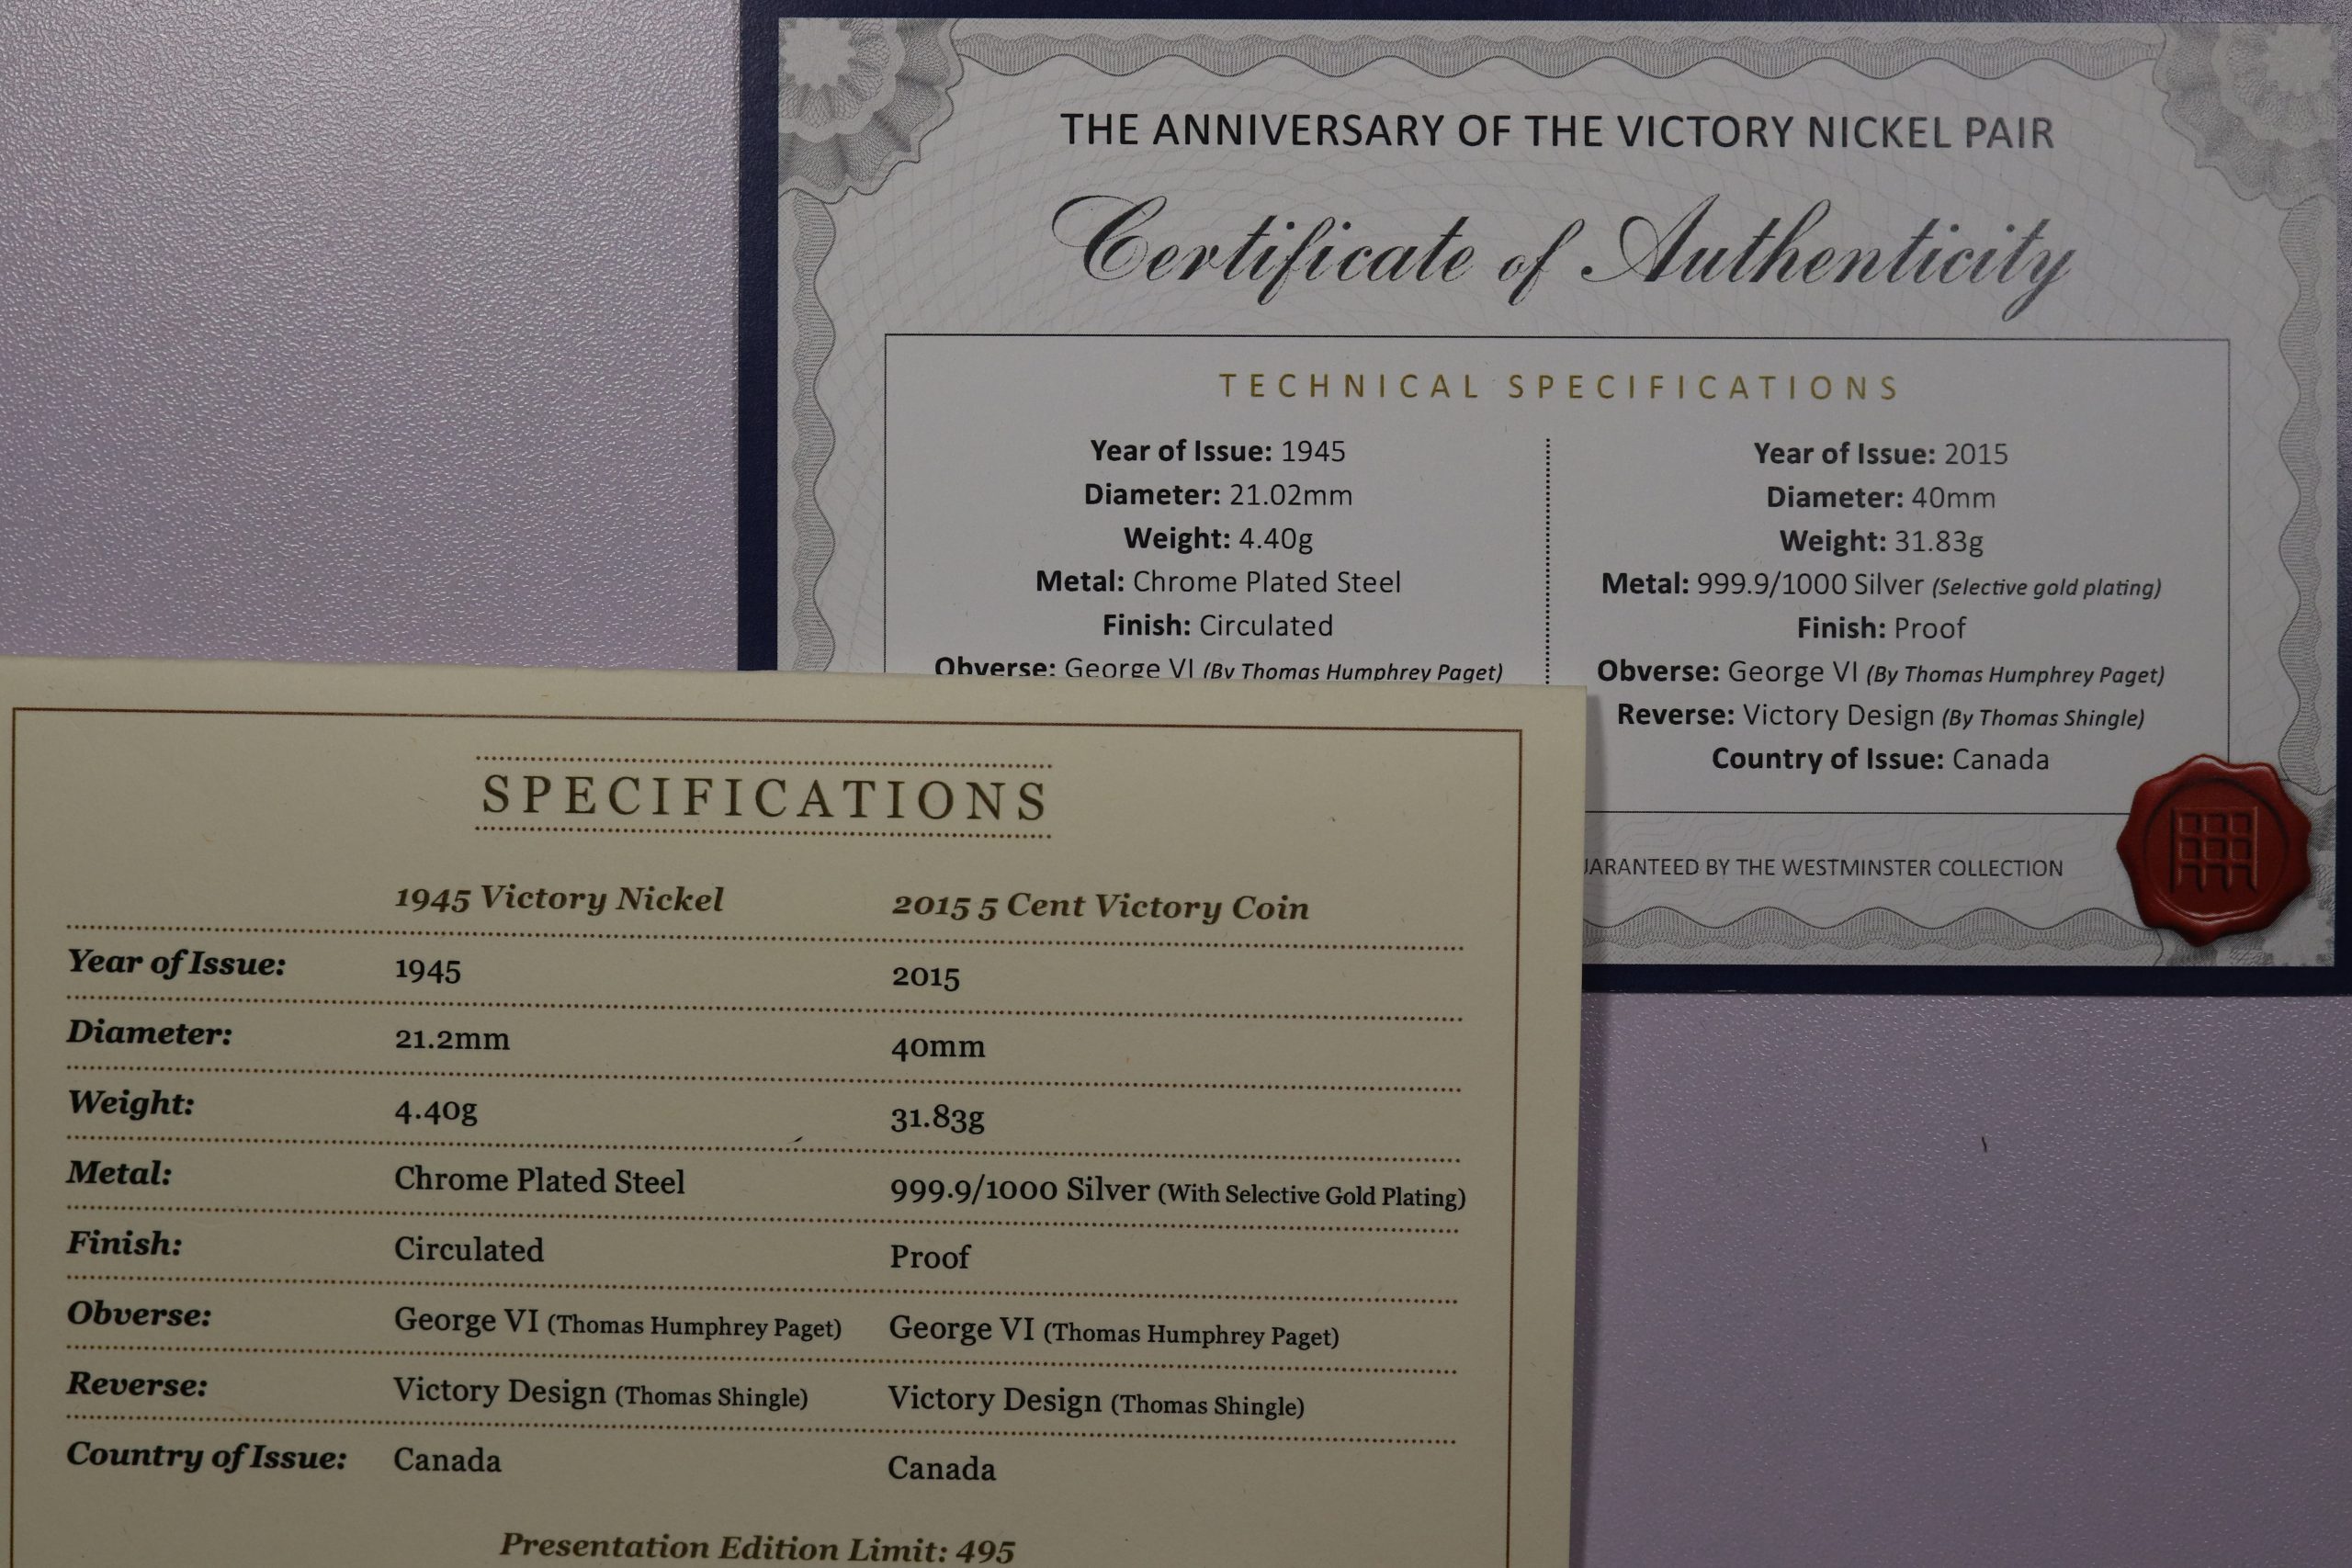 THE ANNIVERSARY OF THE VICTORY NICKEL PAIR
Certificate of Authenticity
TECHNICAL SPECIFICATIONS
Year of Issue: 1945
Diameter: 21.02mm
Weight: 4.40g
Metal: Chrome Plated Steel
Finish: Circulated
Obverse: George VI (By Thomas Humphrey Paget)
Year of Issue: 2015
Diameter: 40mm
Weight: 31.83g
Metal: 999.9/1000 Silver (Selective gold plating)
Finish: Proof
Obverse: George VI (By Thomas Humphrey Paget)
Reverse: Victory Design (By Thomas Shingle)
Country of Issue: Canada
BY THE WESTMINSTER COLLECTION
SPECIFICATIONS
1945 Victory Nickel 2015 5 Cent Victory Coin
Year of Issue: 1945 2015
Diameter: 21.2mm 40mm
Weight: 4.40g 31.83g
Metal: Chrome Plated Steel 999.9/1000 Silver (With Selective Gold Plating)
Finish: Circulated Proof
Obverse: George VI (Thomas Humphrey Paget) George VI (Thomas Humphrey Paget)
Reverse: Victory Design (Thomas Shingle) Victory Design (Thomas Shingle)
Country of Issue: Canada Canada
Presentation Edition Limit: 495